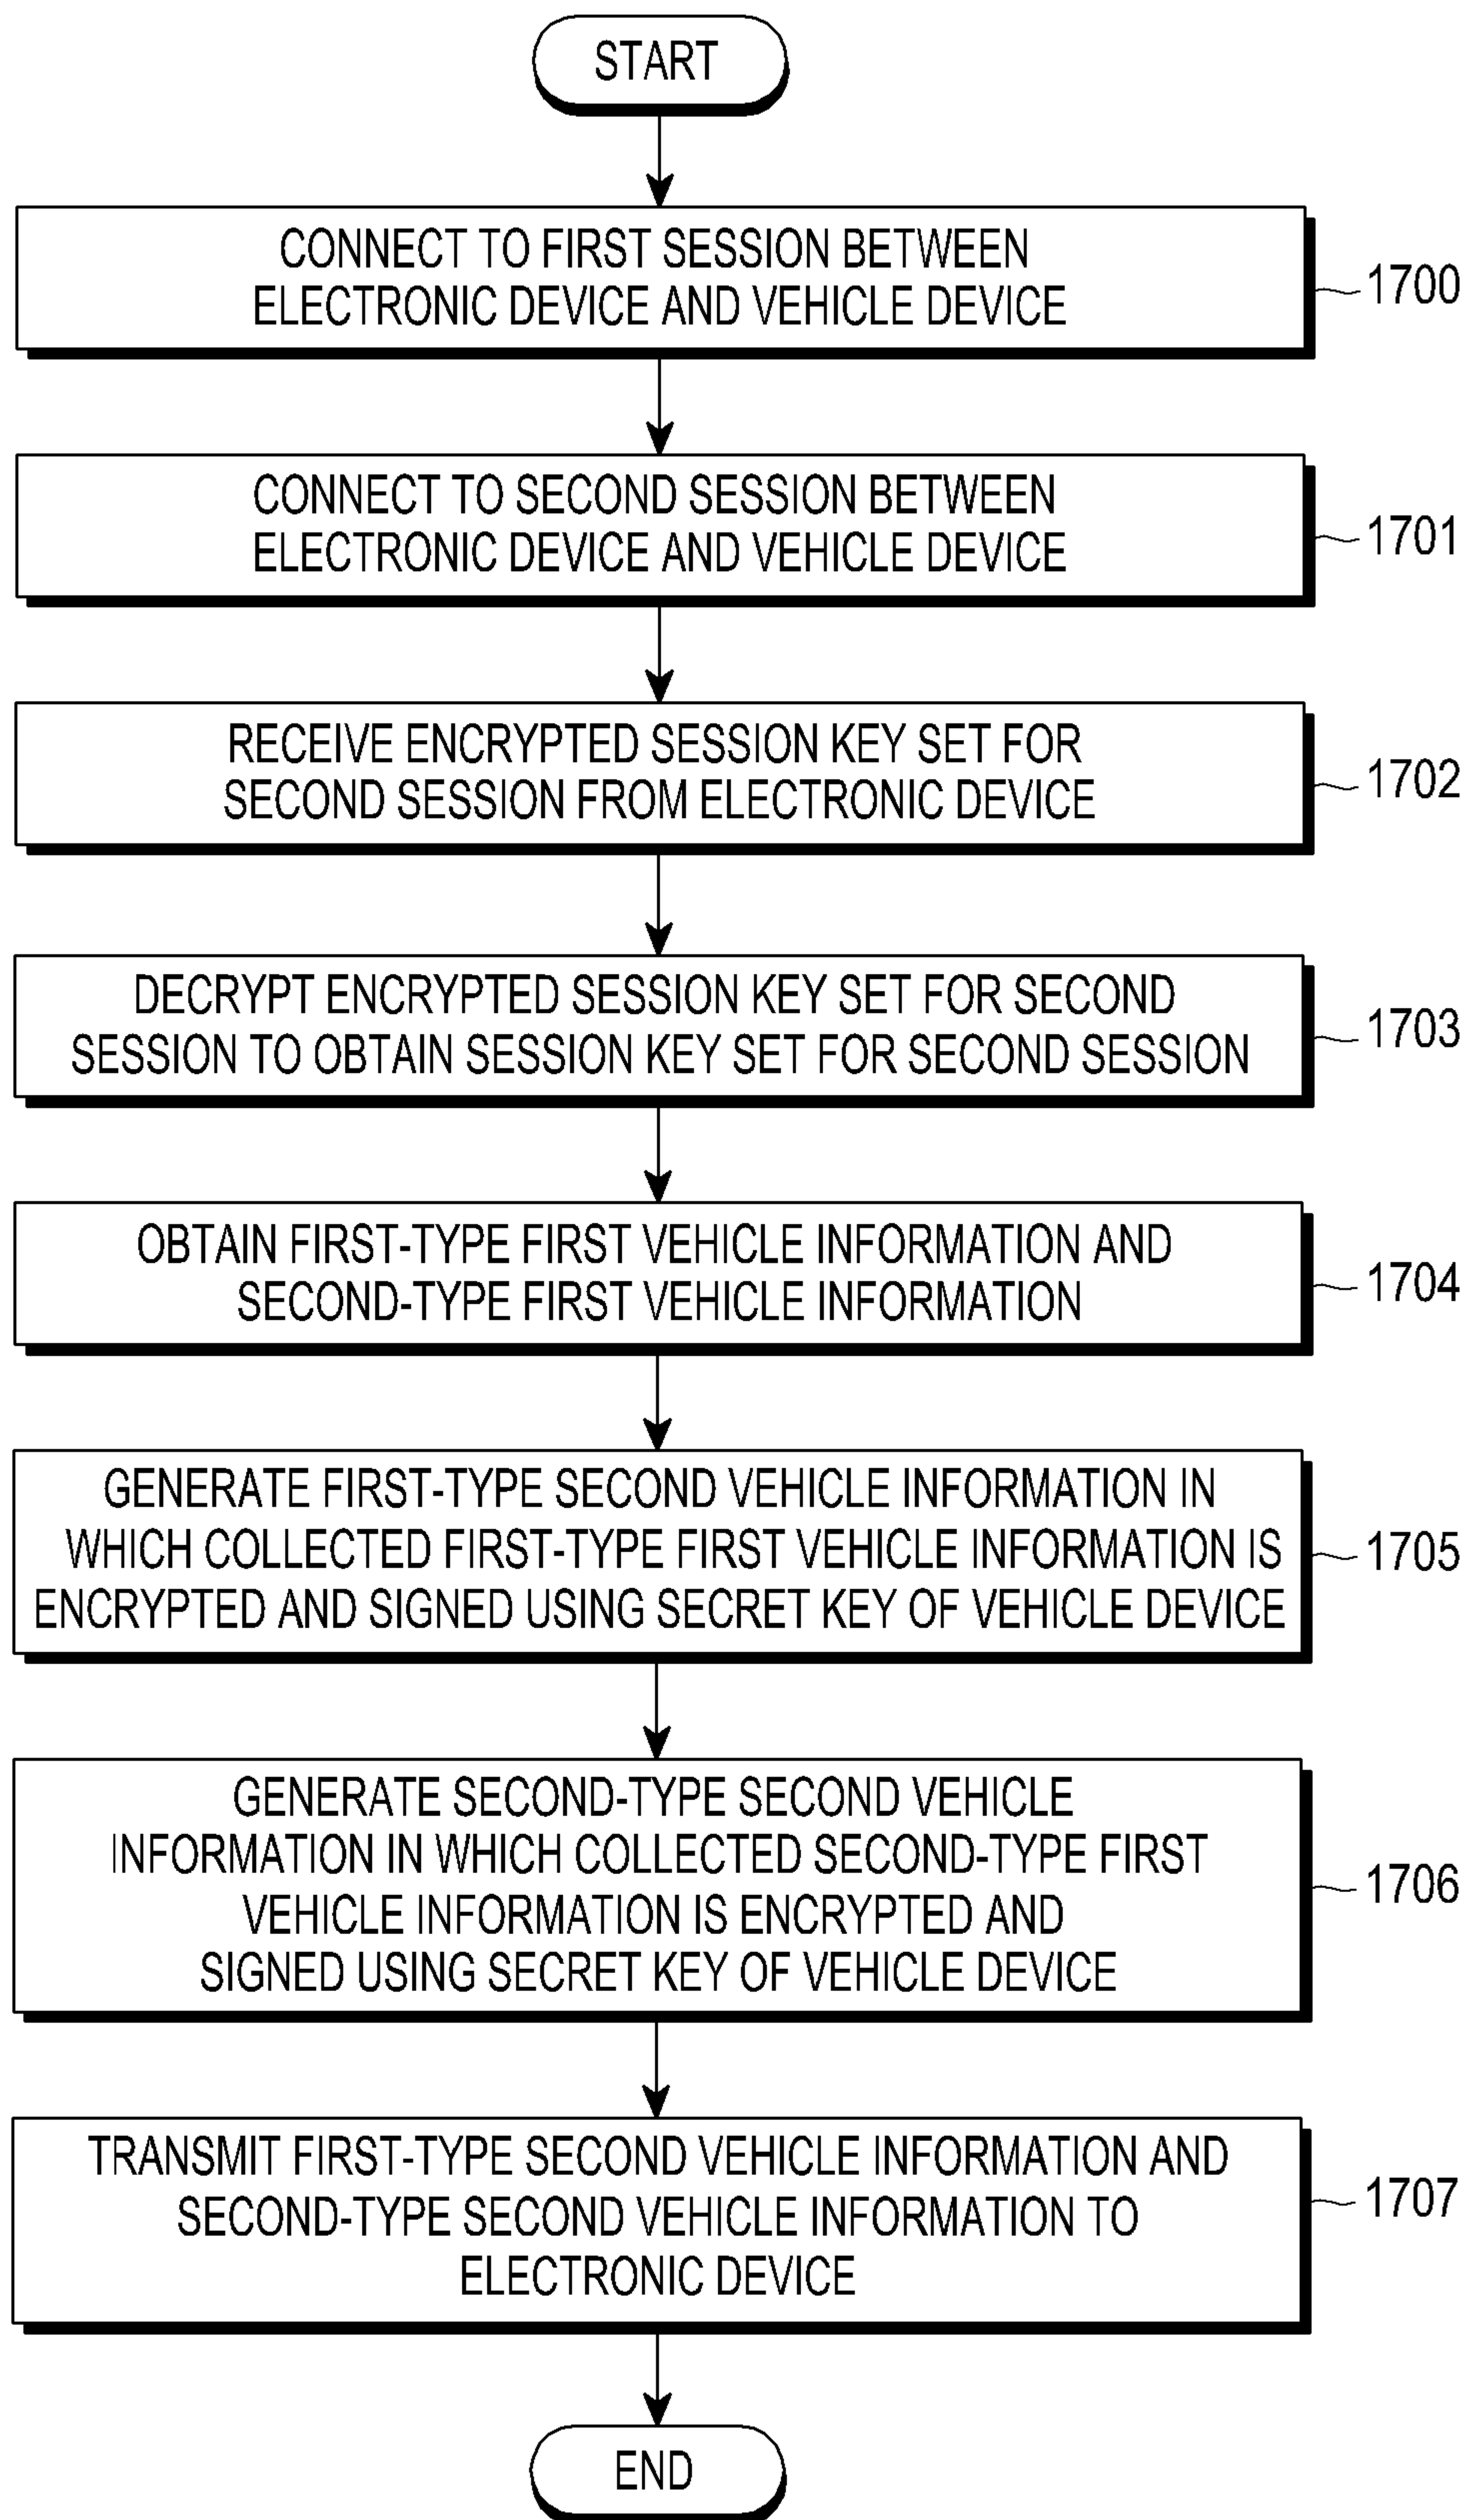 START
CONNECT TO FIRST SESSION BETWEEN
ELECTRONIC DEVICE AND VEHICLE DEVICE
1700
CONNECT TO SECOND SESSION BETWEEN
ELECTRONIC DEVICE AND VEHICLE DEVICE
1701
RECEIVE ENCRYPTED SESSION KEY SET FOR
SECOND SESSION FROM ELECTRONIC DEVICE
1702
DECRYPT ENCRYPTED SESSION KEY SET FOR SECOND
SESSION TO OBTAIN SESSION KEY SET FOR SECOND SESSION
1703
OBTAIN FIRST-TYPE FIRST VEHICLE INFORMATION AND
SECOND-TYPE FIRST VEHICLE INFORMATION
1704
GENERATE FIRST-TYPE SECOND VEHICLE INFORMATION IN
WHICH COLLECTED FIRST-TYPE FIRST VEHICLE INFORMATION IS
ENCRYPTED AND SIGNED USING SECRET KEY OF VEHICLE DEVICE
1705
GENERATE SECOND-TYPE SECOND VEHICLE
INFORMATION IN WHICH COLLECTED SECOND-TYPE FIRST
VEHICLE INFORMATION IS ENCRYPTED AND
SIGNED USING SECRET KEY OF VEHICLE DEVICE
1706
TRANSMIT FIRST-TYPE SECOND VEHICLE INFORMATION AND
SECOND-TYPE SECOND VEHICLE INFORMATION TO
ELECTRONIC DEVICE
1707
END